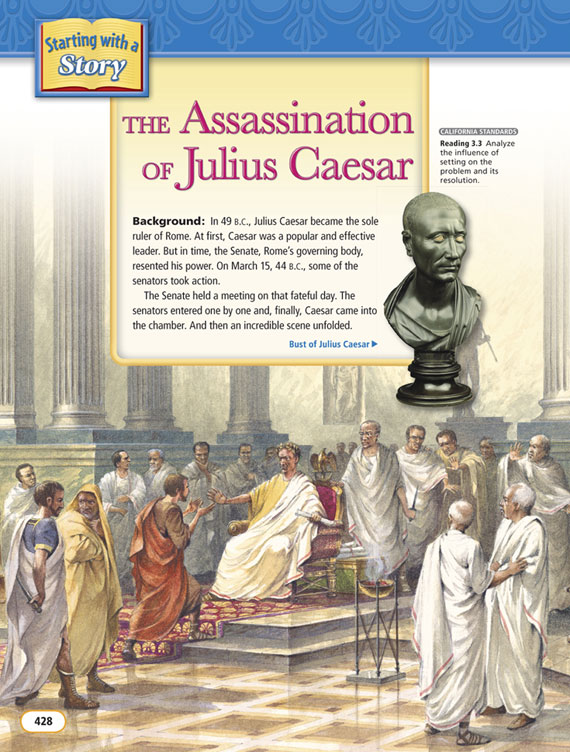 Starting with a
Story
THE Assassination
OF Julius Caesar
CALIFORNIA STANDARDS
Reading 3.3 Analyze
the influence of
setting on the
problem and its
resolution.
Background: In 49 B.C., Julius Caesar became the sole
ruler of Rome. At first, Caesar was a popular and effective
leader. But in time, the Senate, Rome's governing body,
resented his power. On March 15, 44 B.C., some of the
senators took action.
The Senate held a meeting on that fateful day. The
senators entered one by one and, finally, Caesar came into
the chamber. And then an incredible scene unfolded.
Bust of Julius Caesar ▶
428